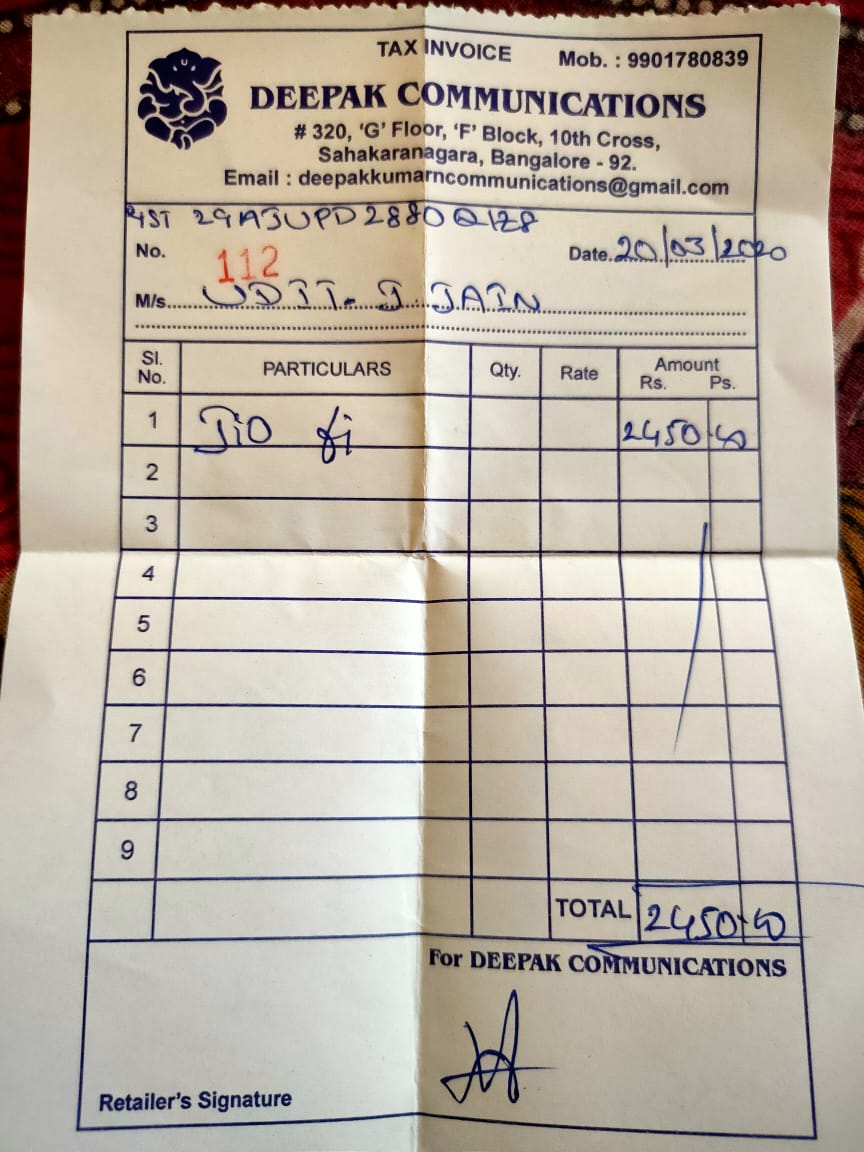 TAX INVOICE Mob. : 9901780839
DEEPAK COMMUNICATIONS
# 320, 'G' Floor, 'F' Block, 10th Cross,
Sahakaranagara, Bangalore - 92.
Email : deepakkumarncommunications@gmail.com
GST 29AJUPD2880Q1Z8
No. 112 Date. 20/03/2020
M/s. UDIT. J. JAIN
Sl. No. PARTICULARS Qty. Rate Amount Rs. Ps.
1 Jio fi 2450.00
2
3
4
5
6
7
8
9
TOTAL 2450.00
For DEEPAK COMMUNICATIONS
Retailer's Signature